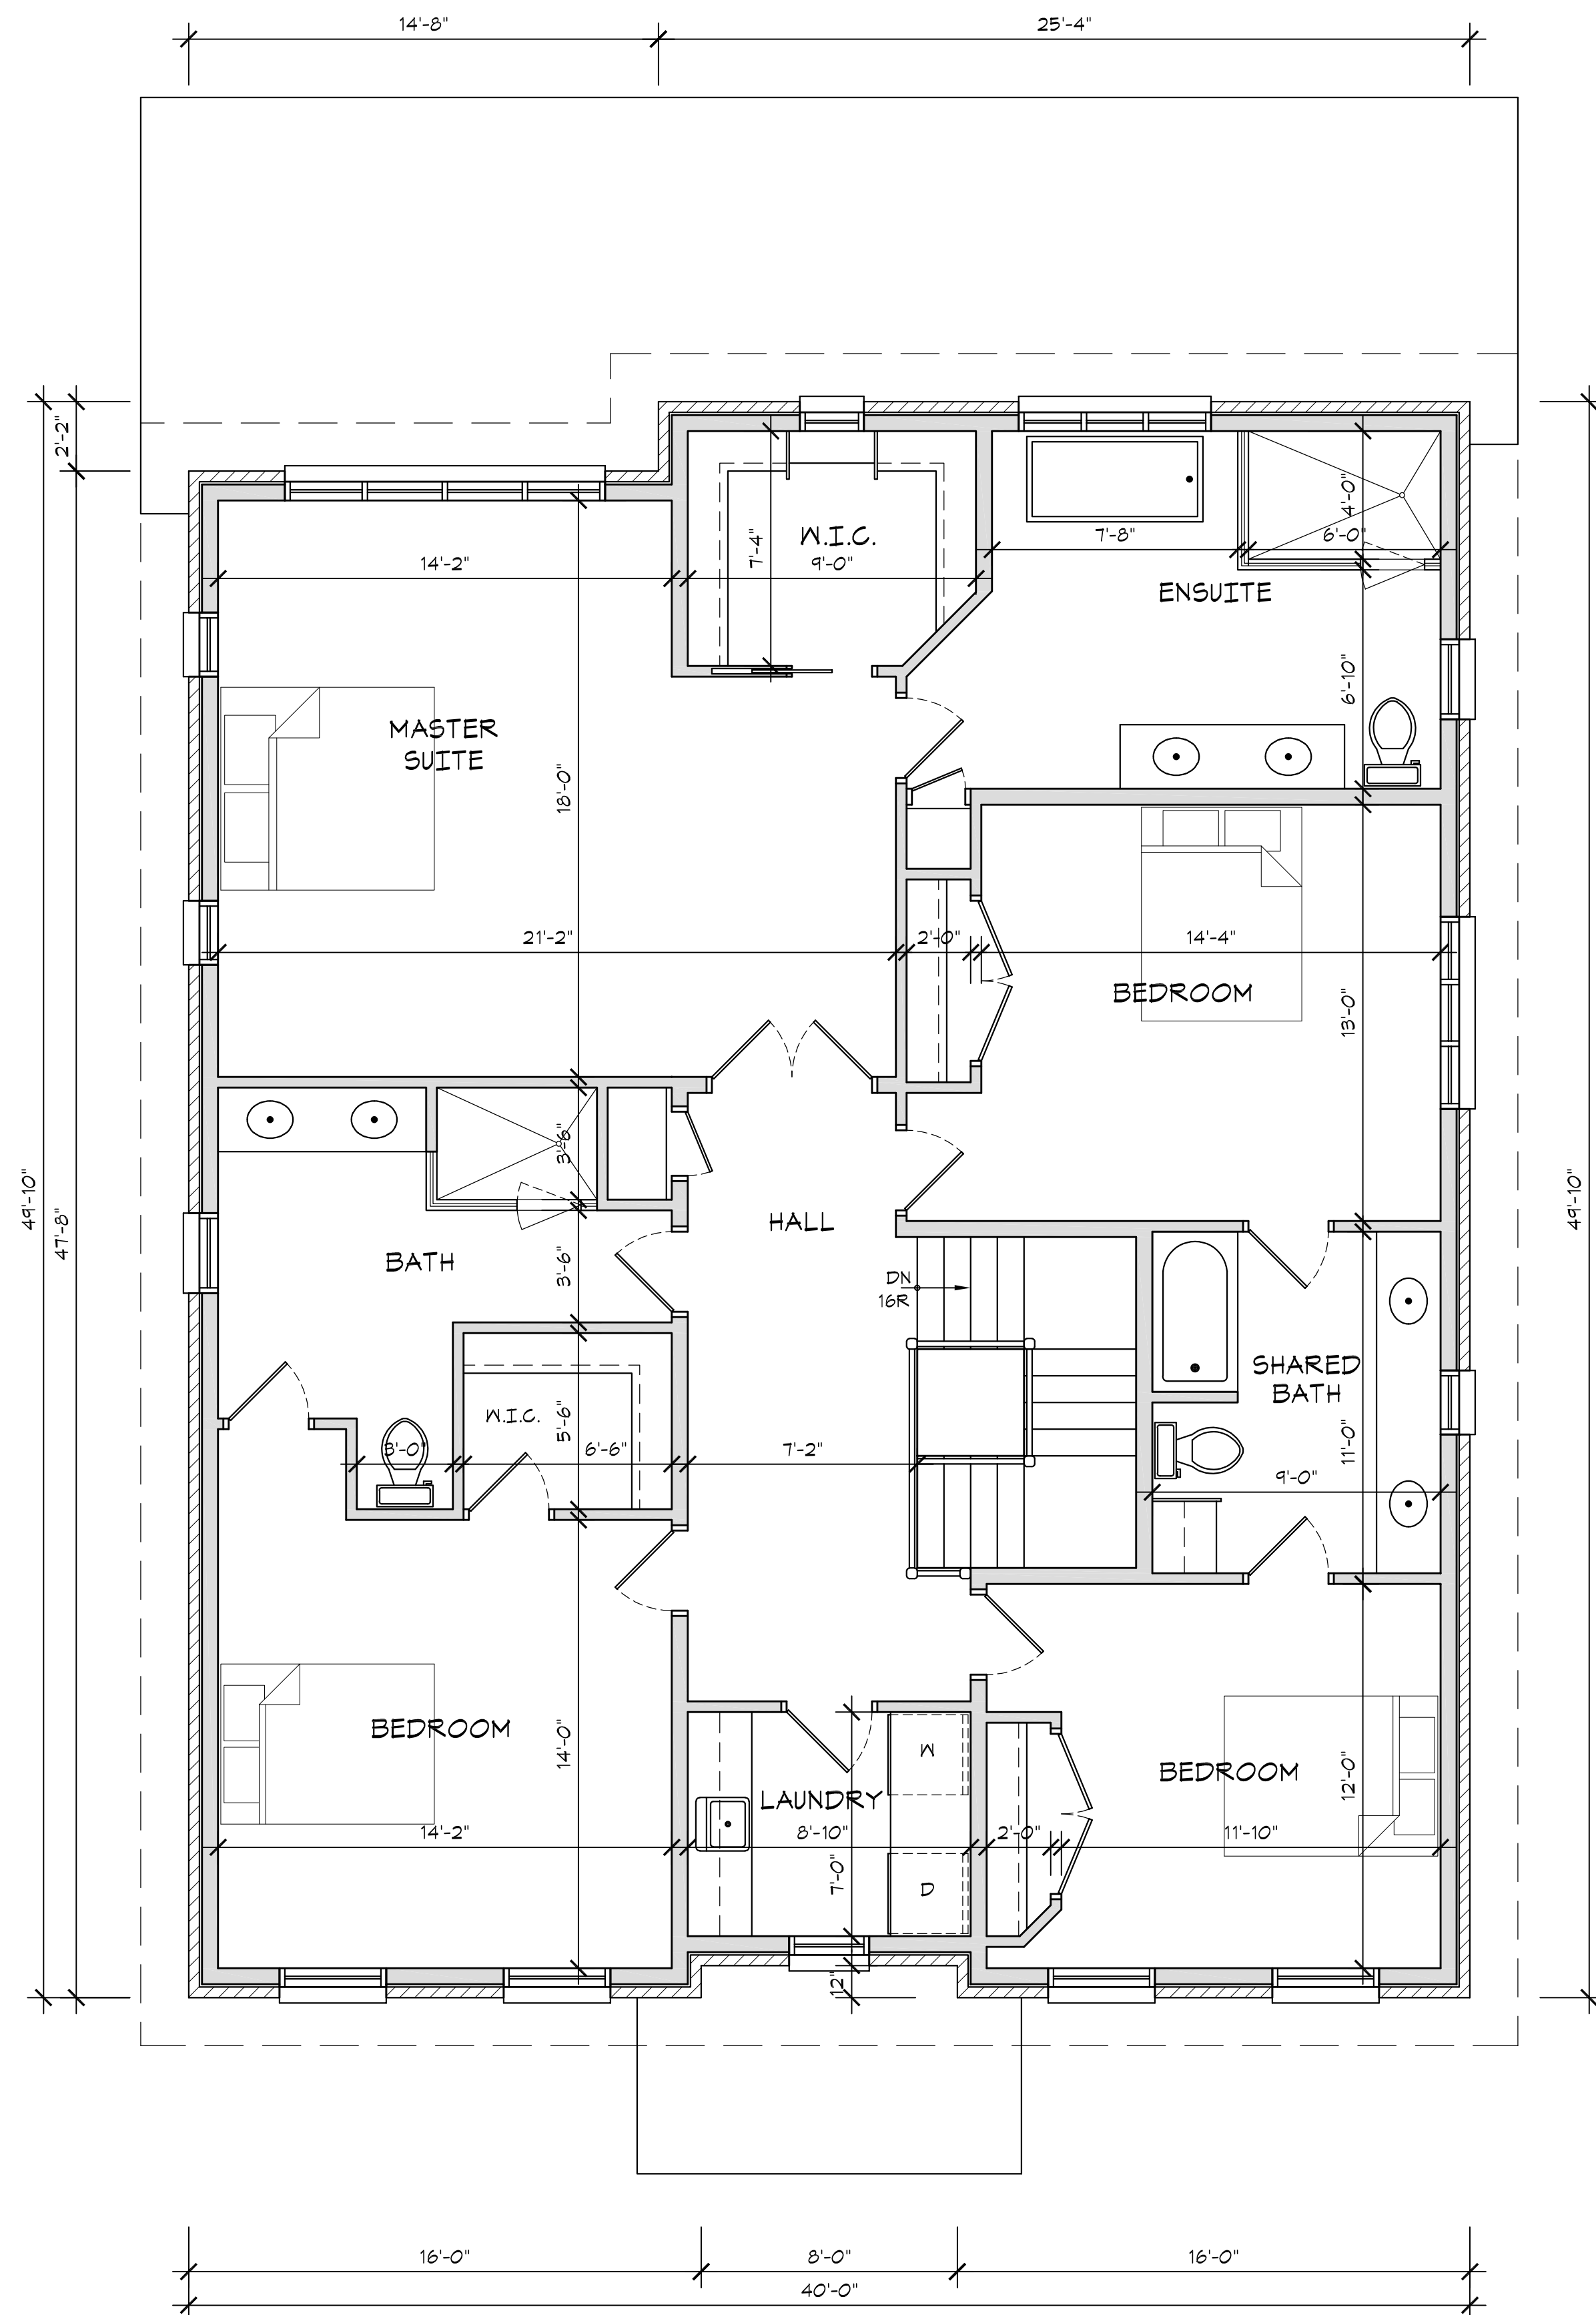 14'-8"
25'-4"
2'-2"
4'-0"
W.I.C.
7'-4"
7'-8"
6'-0"
14'-2"
9'-0"
ENSUITE
6'-10"
MASTER
SUITE
18'-0"
21'-2"
2'-0"
14'-4"
BEDROOM
13'-0"
3'-6"
49'-10"
47'-8"
49'-10"
HALL
BATH
3'-6"
DN
16R
SHARED
BATH
W.I.C.
5'-6"
3'-0"
6'-6"
7'-2"
11'-0"
9'-0"
BEDROOM
14'-0"
W
LAUNDRY
BEDROOM
12'-0"
14'-2"
8'-10"
2'-0"
11'-10"
7'-0"
D
12"
16'-0"
8'-0"
16'-0"
40'-0"